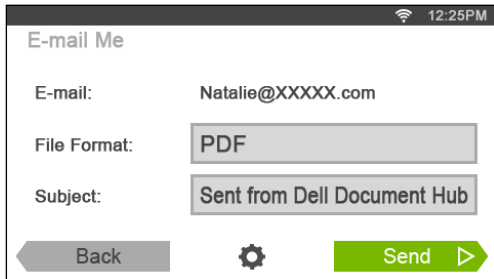 12:25PM
E-mail Me
E-mail: Natalie@XXXXX.com
File Format: PDF
Subject: Sent from Dell Document Hub
Back Send